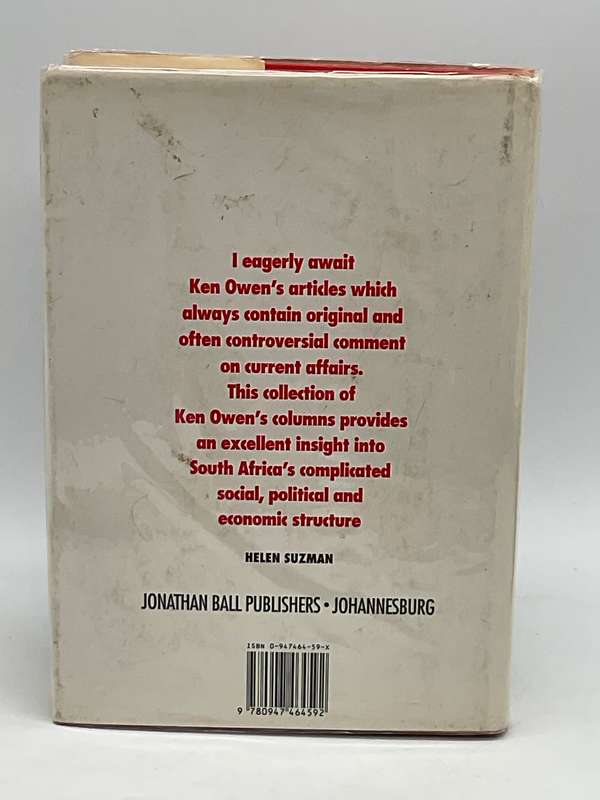 I eagerly await
Ken Owen's articles which
always contain original and
often controversial comment
on current affairs.
This collection of
Ken Owen's columns provides
an excellent insight into
South Africa's complicated
social, political and
economic structure
HELEN SUZMAN
JONATHAN BALL PUBLISHERS • JOHANNESBURG
ISBN 0-947464-59-X
9 780947 464592